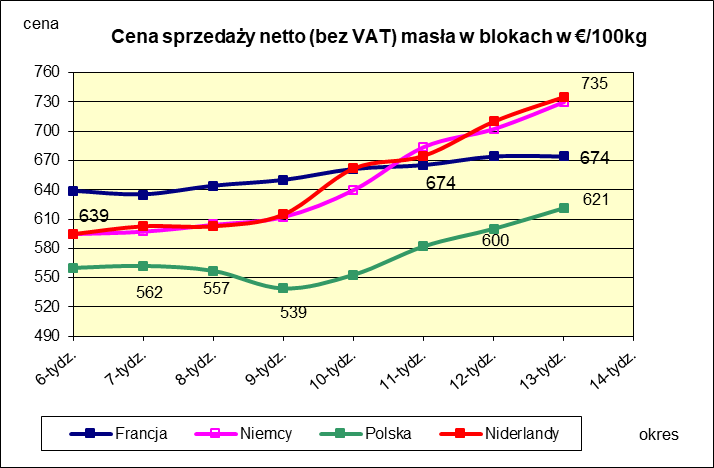 cena
Cena sprzedaży netto (bez VAT) masła w blokach w €/100kg
760
730
700
670
640
610
580
550
520
490
735
674
674
639
621
600
562
557
539
6-tydz.
7-tydz.
8-tydz.
9-tydz.
10-tydz.
11-tydz.
12-tydz.
13-tydz.
14-tydz.
Francja Niemcy Polska Niderlandy
okres